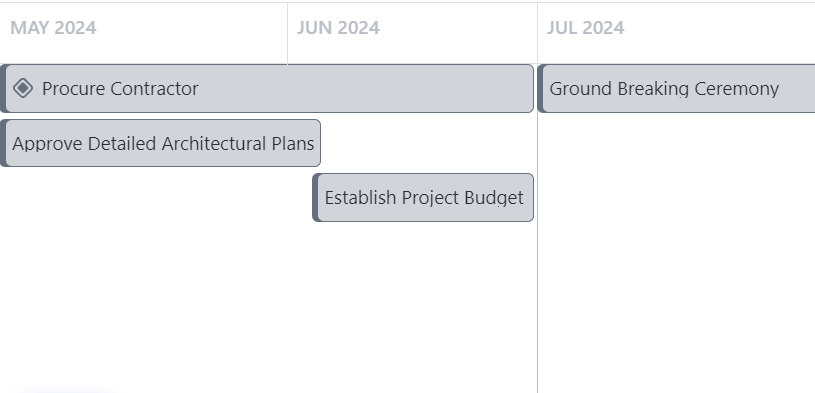 MAY 2024
JUN 2024
JUL 2024
Procure Contractor
Ground Breaking Ceremony
Approve Detailed Architectural Plans
Establish Project Budget